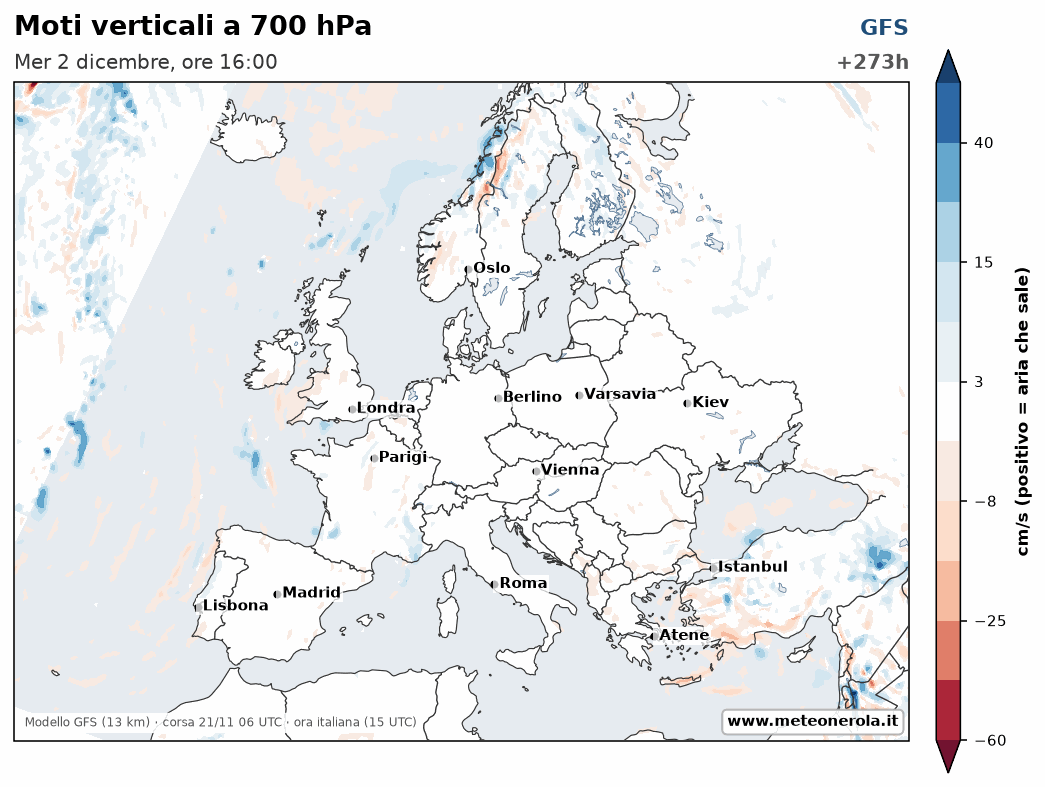 Moti verticali a 700 hPa
GFS
Mer 2 dicembre, ore 16:00
+273h
Oslo
Berlino
Varsavia
Kiev
Londra
Parigi
Vienna
Istanbul
Roma
Madrid
Lisbona
Atene
40
15
3
−8
−25
−60
cm/s (positivo = aria che sale)
Modello GFS (13 km) · corsa 21/11 06 UTC · ora italiana (15 UTC)
www.meteonerola.it